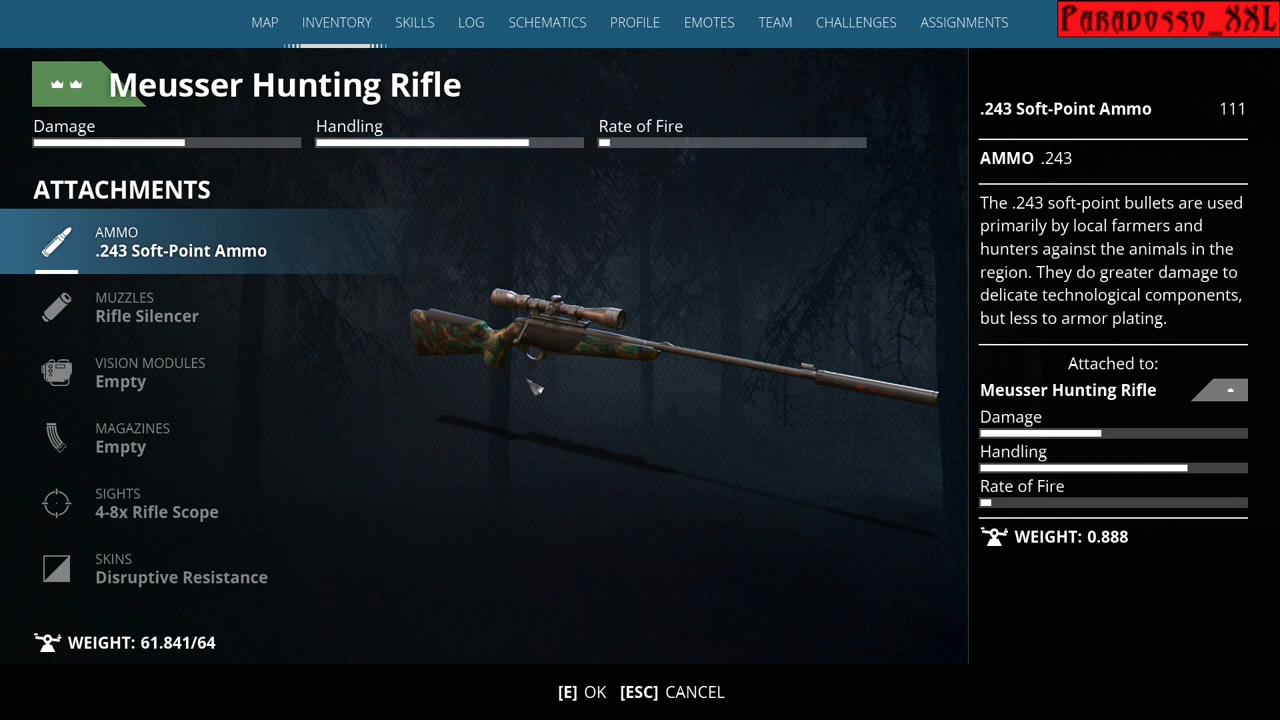 MAP INVENTORY SKILLS LOG SCHEMATICS PROFILE EMOTES TEAM CHALLENGES ASSIGNMENTS
Paradosso_XXL
Meusser Hunting Rifle
Damage Handling Rate of Fire
ATTACHMENTS
AMMO
.243 Soft-Point Ammo
MUZZLES
Rifle Silencer
VISION MODULES
Empty
MAGAZINES
Empty
SIGHTS
4-8x Rifle Scope
SKINS
Disruptive Resistance
WEIGHT: 61.841/64
.243 Soft-Point Ammo 111
AMMO .243
The .243 soft-point bullets are used
primarily by local farmers and
hunters against the animals in the
region. They do greater damage to
delicate technological components,
but less to armor plating.
Attached to:
Meusser Hunting Rifle
Damage
Handling
Rate of Fire
WEIGHT: 0.888
[E] OK [ESC] CANCEL